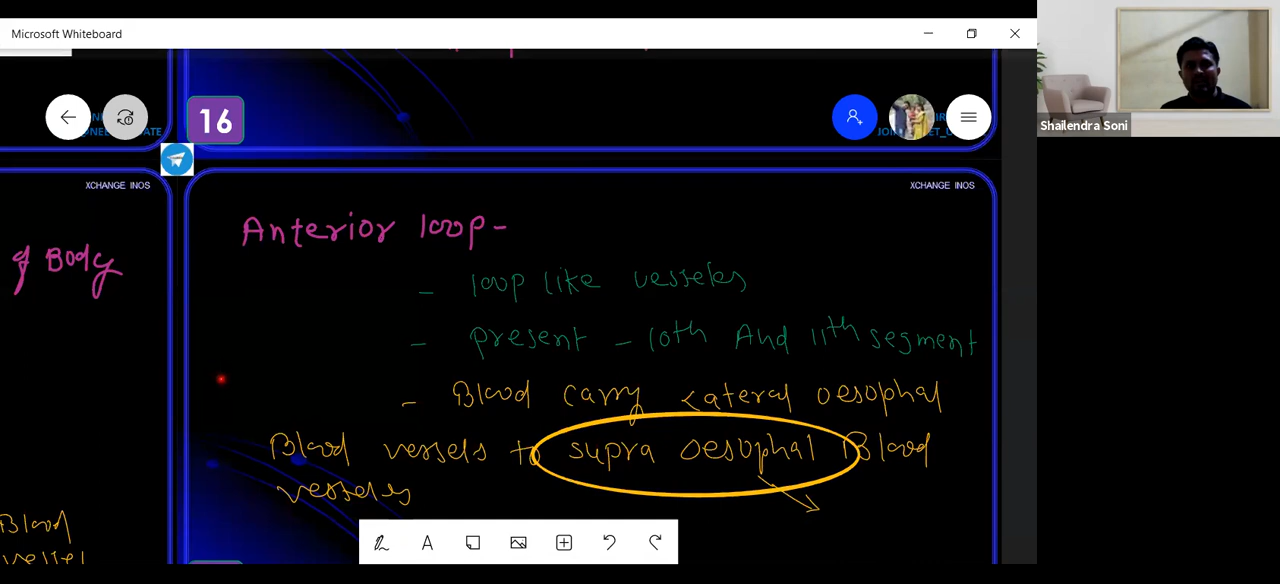 Microsoft Whiteboard
16
Shailendra Soni
XCHANGE INOS
XCHANGE INOS
of Body
Anterior loop-
- loop like vesseles
- present - 10th And 11th segment
- Blood carry Lateral oesophal
Blood vessels to supra oesophal Blood
vesseles
Blood
vessel
A